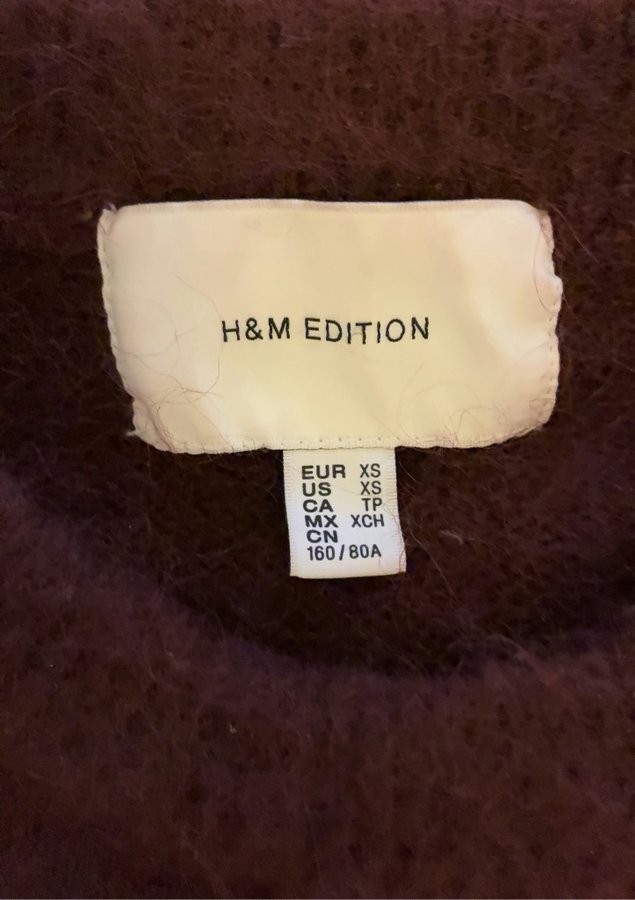 H&M EDITION
EUR XS
US XS
CA TP
MX XCH
CN
160/80A